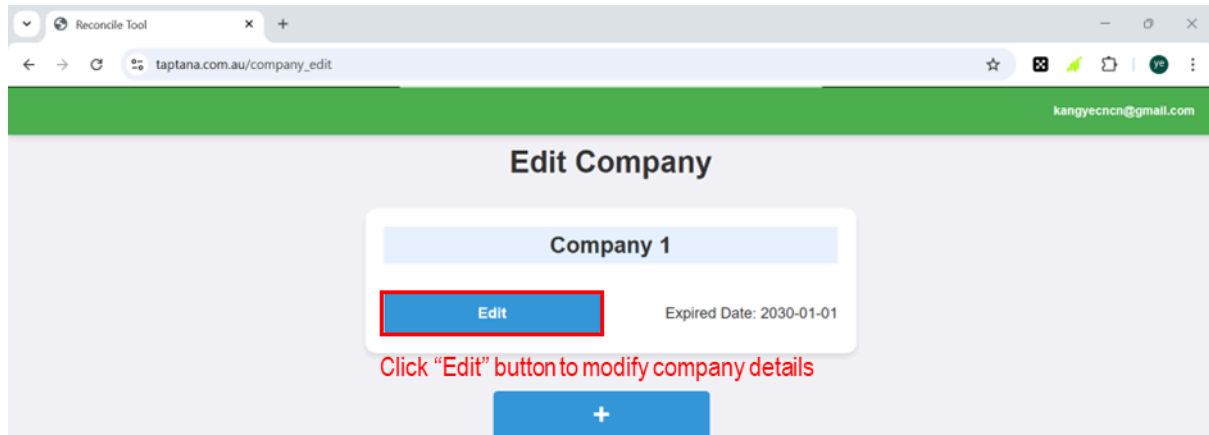 Reconcile Tool
taptana.com.au/company_edit
ye
kangyecncn@gmail.com
Edit Company
Company 1
Edit
Expired Date: 2030-01-01
Click “Edit” button to modify company details
+